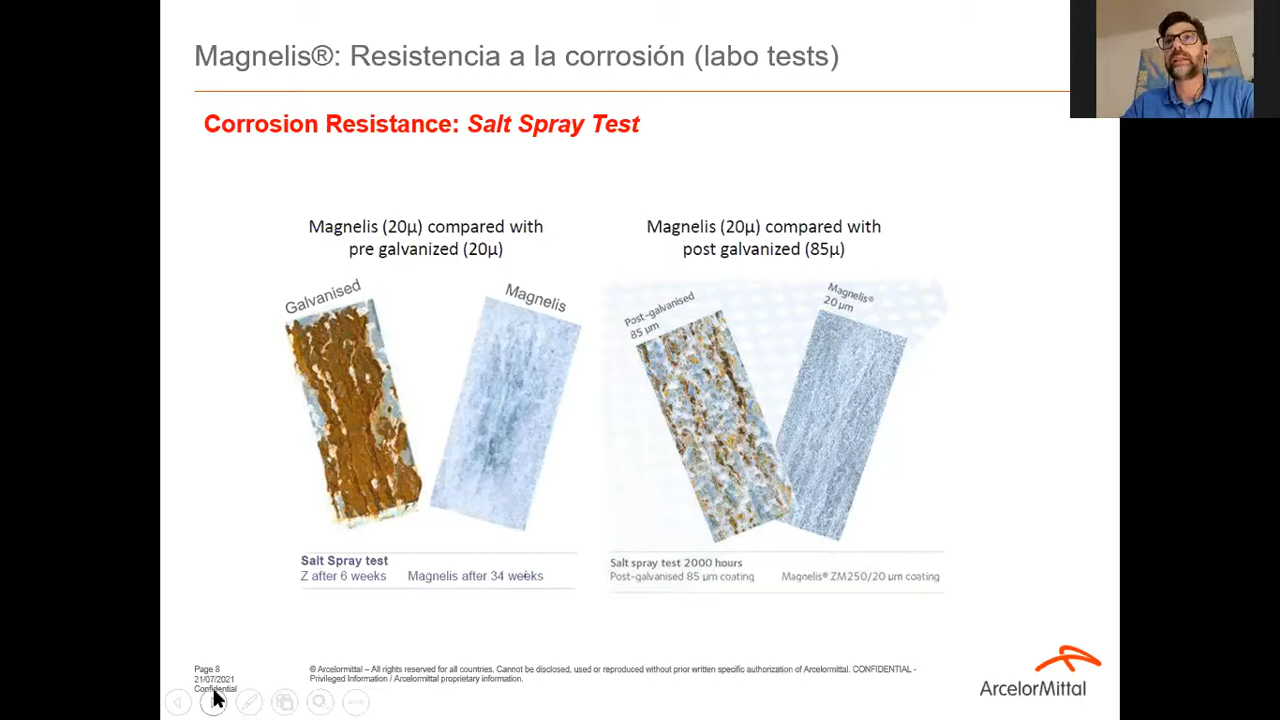 Magnelis®: Resistencia a la corrosión (labo tests)
Corrosion Resistance: Salt Spray Test
Magnelis (20µ) compared with
pre galvanized (20µ)
Galvanised
Magnelis
Salt Spray test
Z after 6 weeks Magnelis after 34 weeks
Magnelis (20µ) compared with
post galvanized (85µ)
Post-galvanised
85 µm
Magnelis®
20 µm
Salt spray test 2000 hours
Post-galvanised 85 µm coating Magnelis® ZM250/20 µm coating
Page 8
21/07/2021
Confidential
© Arcelormittal – All rights reserved for all countries. Cannot be disclosed, used or reproduced without prior written specific authorization of Arcelormittal. CONFIDENTIAL -
Privileged Information / Arcelormittal proprietary information.
ArcelorMittal